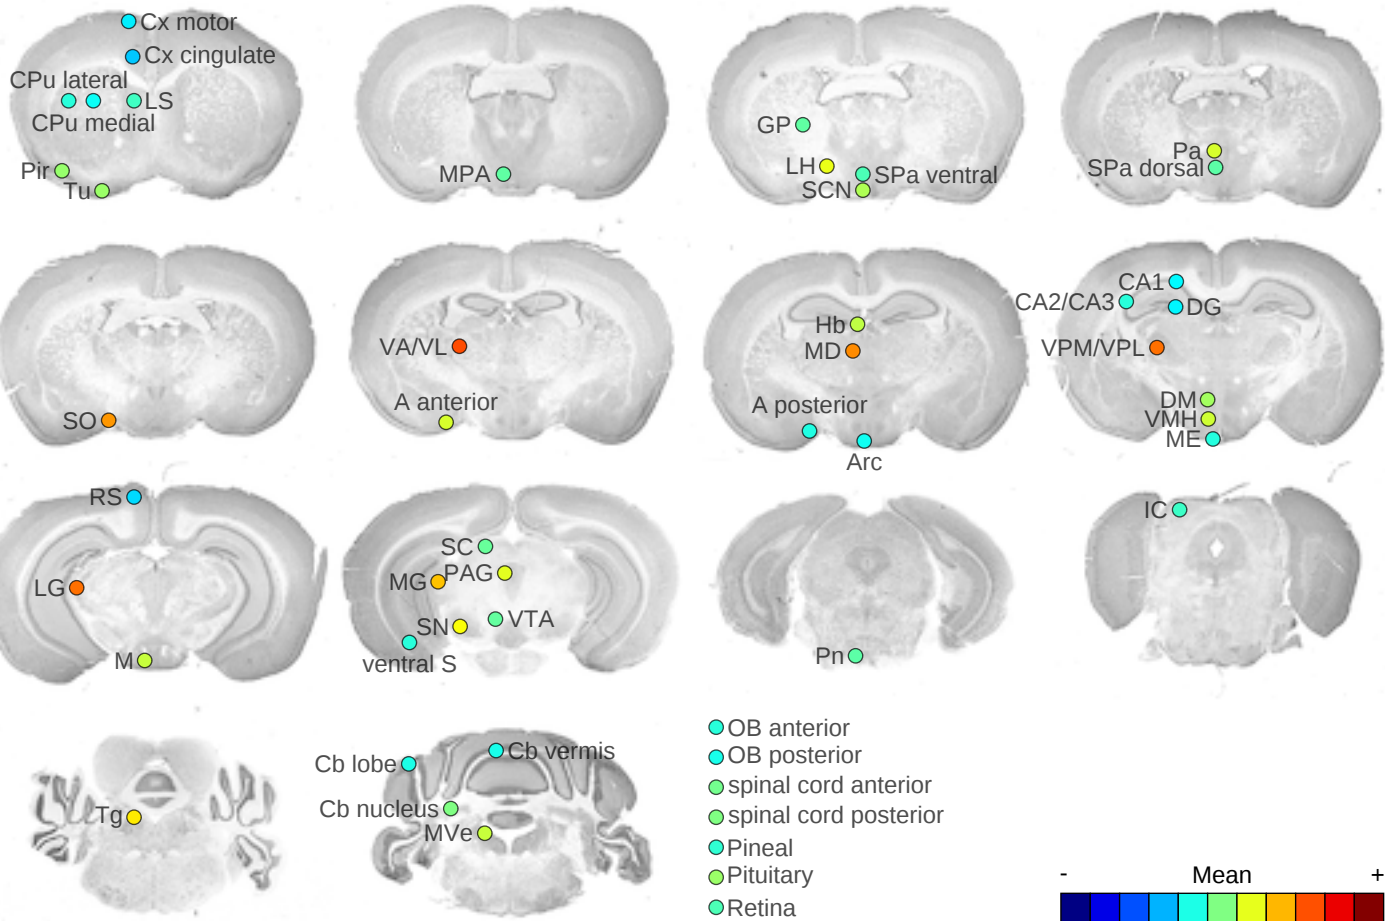 Cx motor
Cx cingulate
CPu lateral
LS
CPu medial
Pir
Tu
MPA
GP
LH
SPa ventral
SCN
Pa
SPa dorsal
SO
VA/VL
A anterior
Hb
MD
A posterior
Arc
CA1
CA2/CA3
DG
VPM/VPL
DM
VMH
ME
RS
LG
M
SC
MG
PAG
SN
VTA
ventral S
Pn
IC
Tg
Cb vermis
Cb lobe
Cb nucleus
MVe
OB anterior
OB posterior
spinal cord anterior
spinal cord posterior
Pineal
Pituitary
Retina
- Mean +